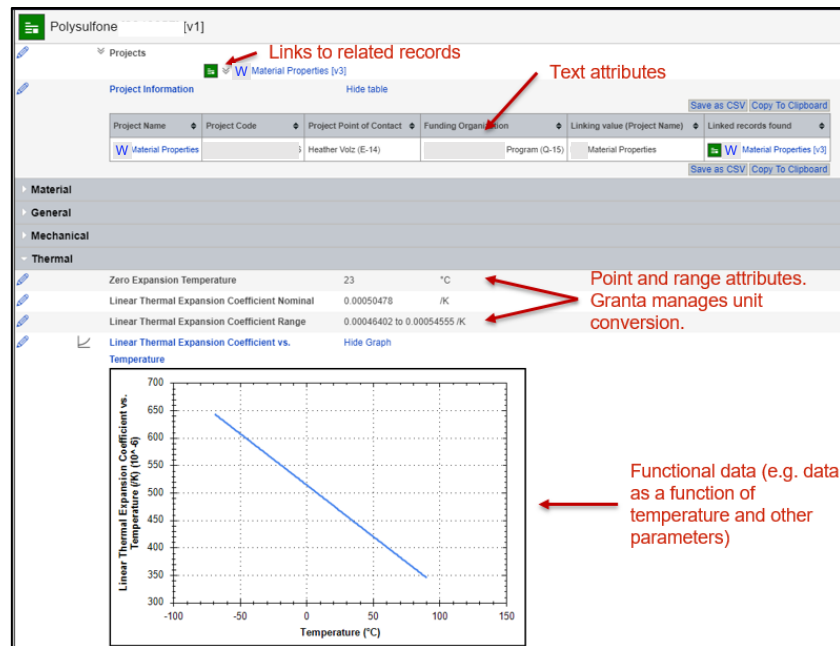 Polysulfone [v1]
Projects
Links to related records
W Material Properties [v3]
Text attributes
Project Information Hide table
Save as CSV Copy To Clipboard
Project Name Project Code Project Point of Contact Funding Organization Linking value (Project Name) Linked records found
W Material Properties Heather Volz (E-14) Program (Q-15) Material Properties W Material Properties [v3]
Save as CSV Copy To Clipboard
Material
General
Mechanical
Thermal
Zero Expansion Temperature 23 °C
Linear Thermal Expansion Coefficient Nominal 0.00050478 /K
Linear Thermal Expansion Coefficient Range 0.00046402 to 0.00054555 /K
Point and range attributes.
Granta manages unit
conversion.
Linear Thermal Expansion Coefficient vs. Hide Graph
Temperature
Linear Thermal Expansion Coefficient vs.
Temperature (/K) (10^-6)
700
650
600
550
500
450
400
350
300
-100 -50 0 50 100 150
Temperature (°C)
Functional data (e.g. data
as a function of
temperature and other
parameters)